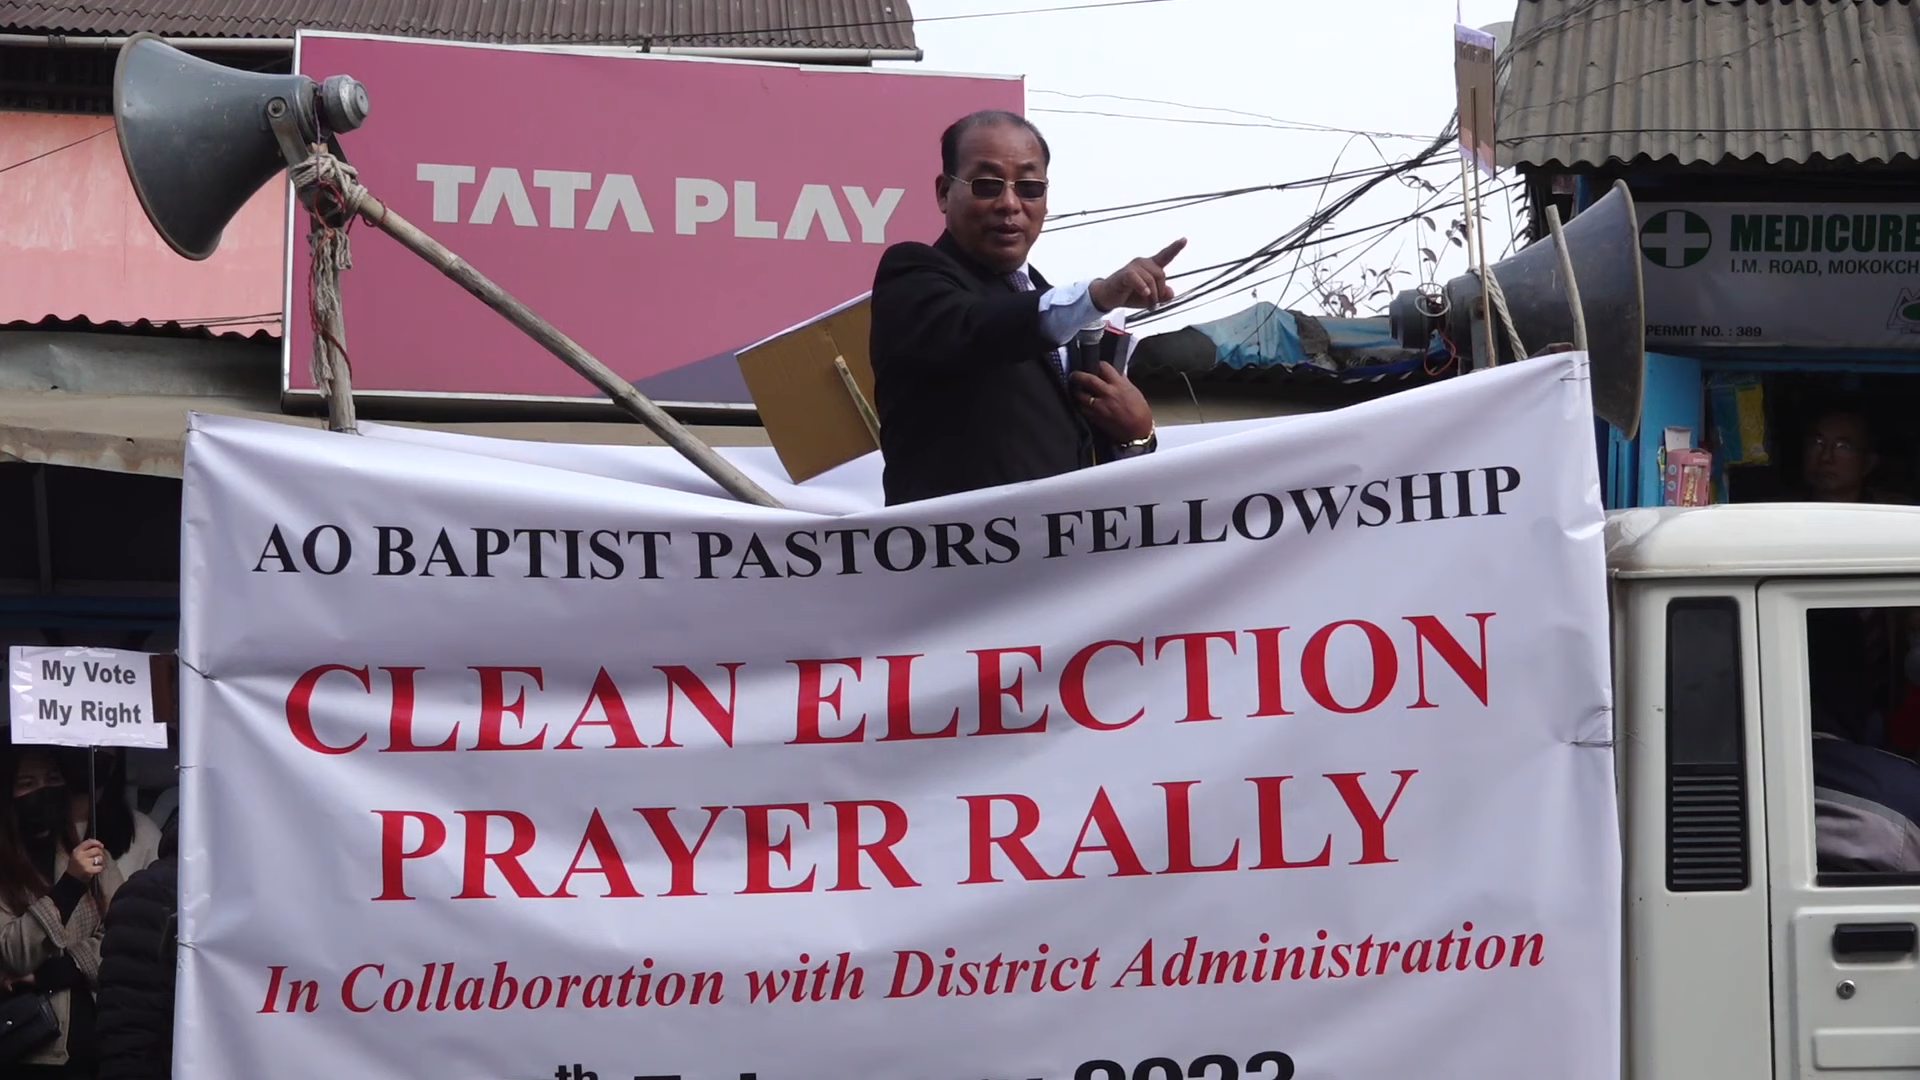 TATA PLAY
MEDICURE
I.M. ROAD, MOKOKCH
PERMIT NO. : 389
AO BAPTIST PASTORS FELLOWSHIP
CLEAN ELECTION
PRAYER RALLY
In Collaboration with District Administration
My Vote
My Right